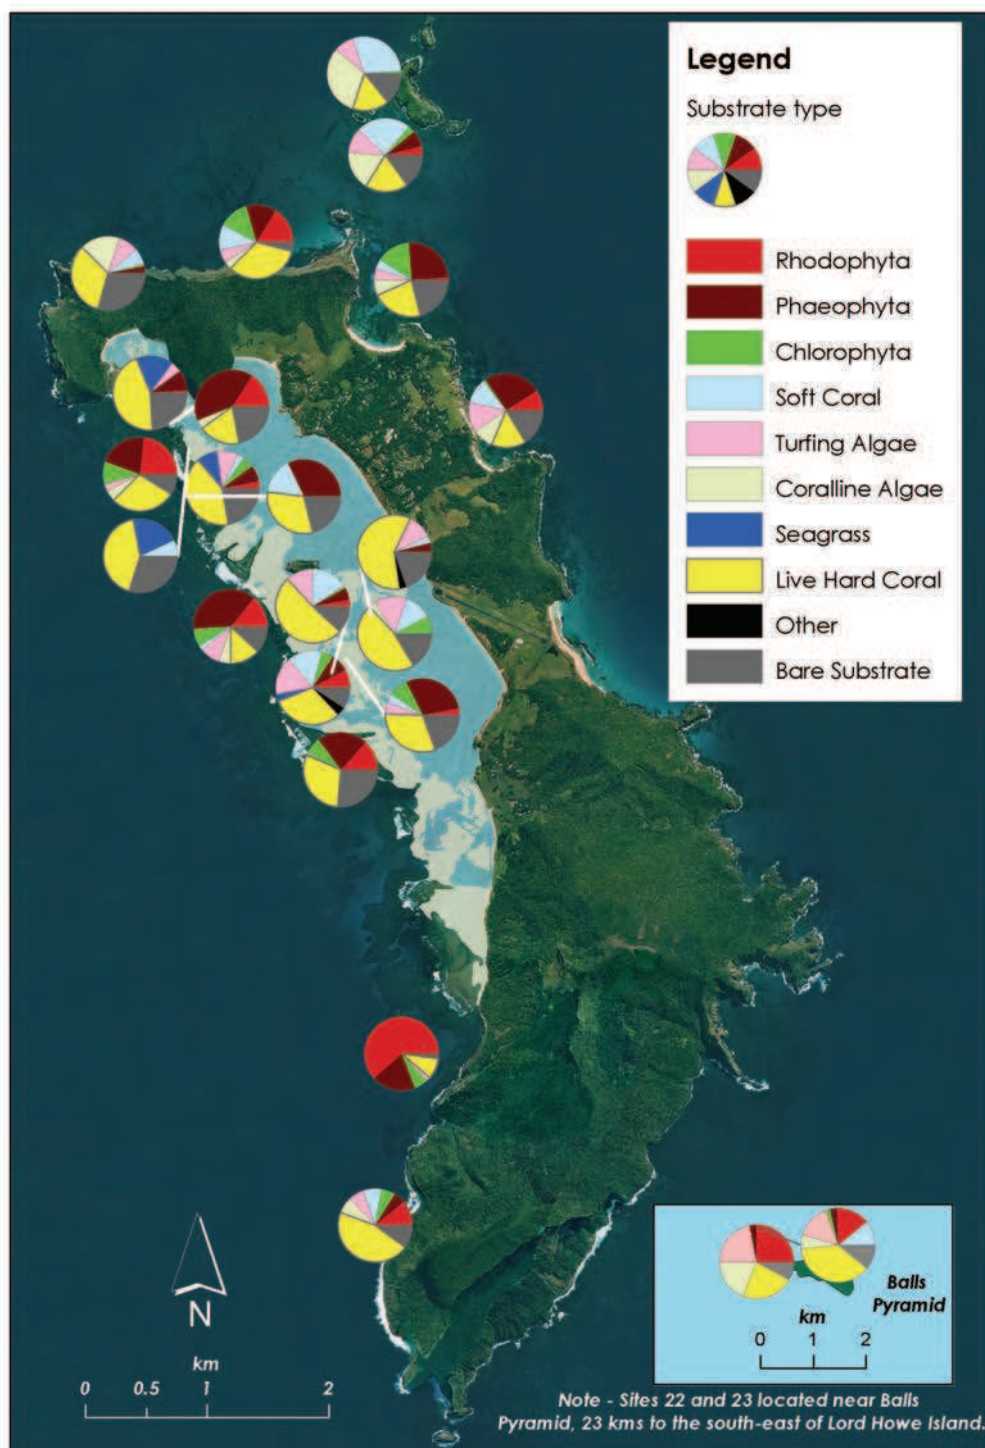 Legend
Substrate type
Rhodophyta
Phaeophyta
Chlorophyta
Soft Coral
Turfing Algae
Coralline Algae
Seagrass
Live Hard Coral
Other
Bare Substrate
N
km
0 0.5 1 2
Balls
Pyramid
km
0 1 2
Note - Sites 22 and 23 located near Balls
Pyramid, 23 kms to the south-east of Lord Howe Island.